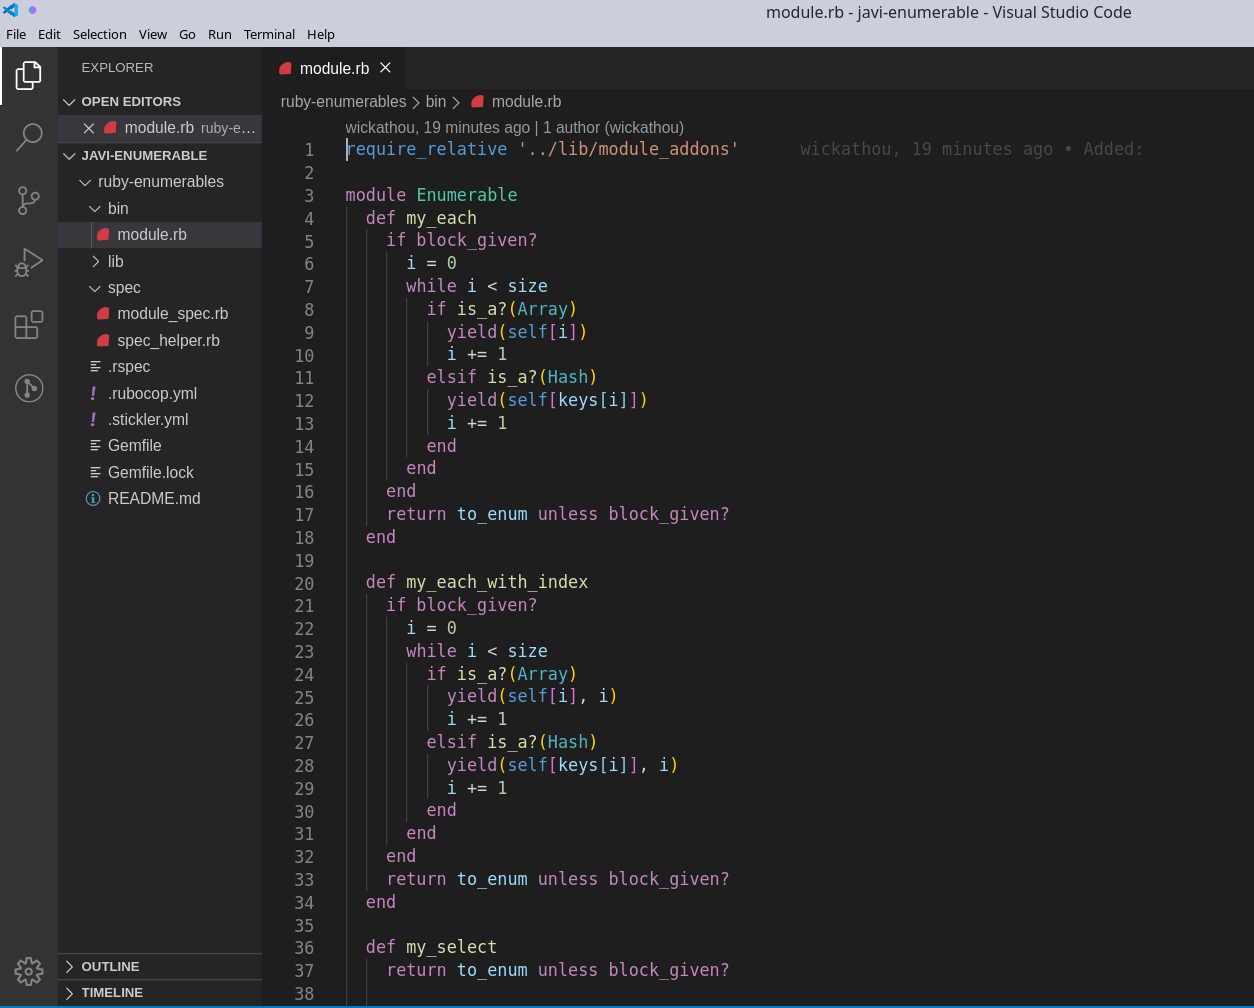 module.rb - javi-enumerable - Visual Studio Code
File Edit Selection View Go Run Terminal Help
EXPLORER
OPEN EDITORS
module.rb ruby-e...
JAVI-ENUMERABLE
ruby-enumerables
bin
module.rb
lib
spec
module_spec.rb
spec_helper.rb
.rspec
! .rubocop.yml
! .stickler.yml
Gemfile
Gemfile.lock
README.md
OUTLINE
TIMELINE
module.rb
ruby-enumerables > bin > module.rb
wickathou, 19 minutes ago | 1 author (wickathou)
1 require_relative '../lib/module_addons' wickathou, 19 minutes ago • Added:
2
3 module Enumerable
4   def my_each
5     if block_given?
6       i = 0
7       while i < size
8         if is_a?(Array)
9           yield(self[i])
10           i += 1
11         elsif is_a?(Hash)
12           yield(self[keys[i]])
13           i += 1
14         end
15       end
16     end
17     return to_enum unless block_given?
18   end
19
20   def my_each_with_index
21     if block_given?
22       i = 0
23       while i < size
24         if is_a?(Array)
25           yield(self[i], i)
26           i += 1
27         elsif is_a?(Hash)
28           yield(self[keys[i]], i)
29           i += 1
30         end
31       end
32     end
33     return to_enum unless block_given?
34   end
35
36   def my_select
37     return to_enum unless block_given?
38